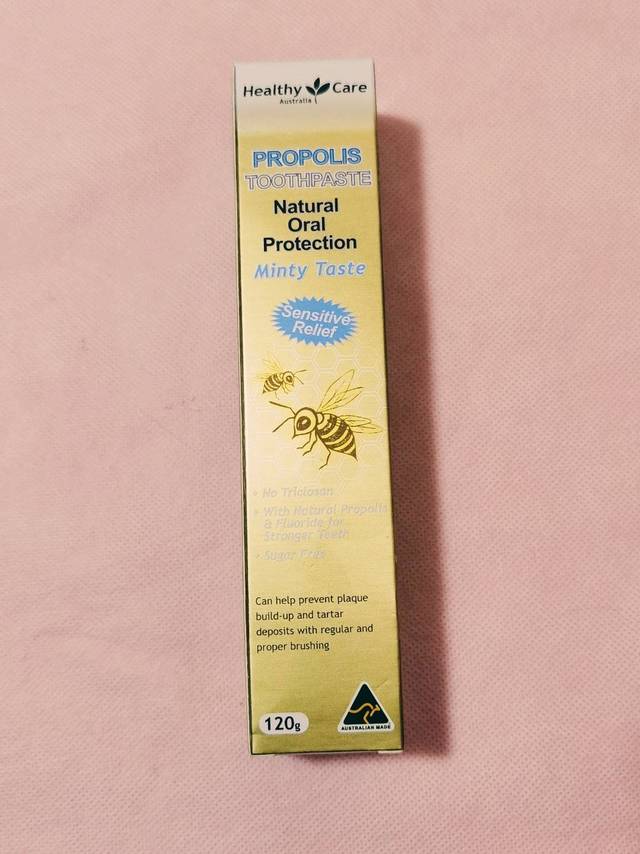 Healthy Care
Australia
PROPOLIS
TOOTHPASTE
Natural
Oral
Protection
Minty Taste
Sensitive
Relief
• No Triclosan
• With Natural Propolis
& Fluoride for
Stronger Teeth
• Sugar Free
Can help prevent plaque
build-up and tartar
deposits with regular and
proper brushing
120g
AUSTRALIAN MADE